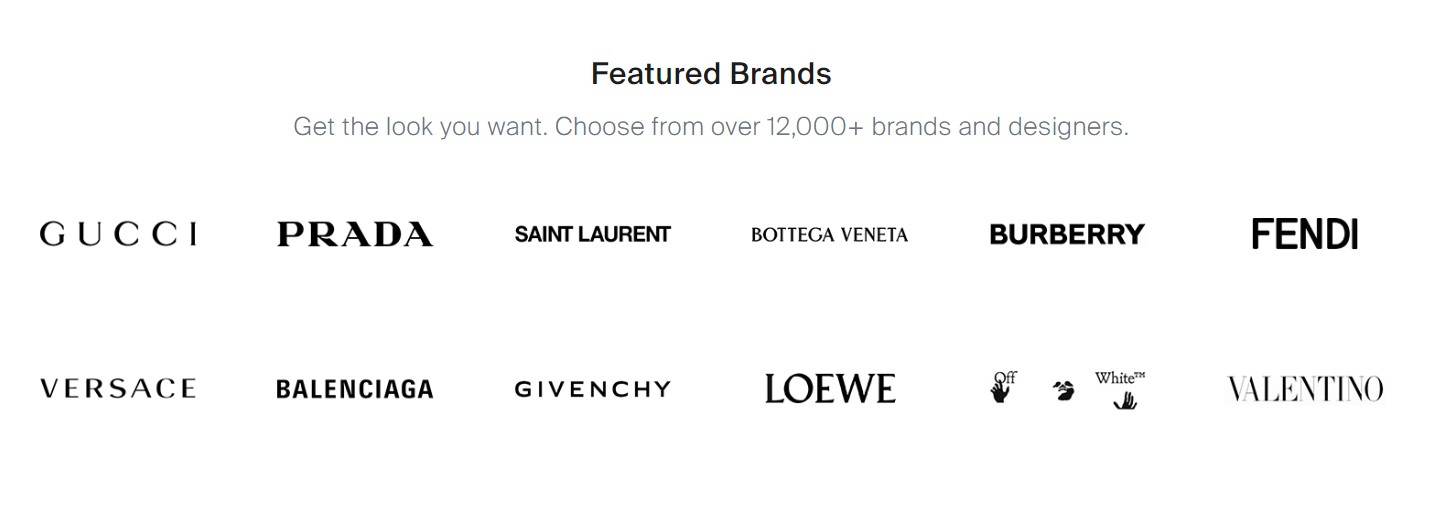 Featured Brands
Get the look you want. Choose from over 12,000+ brands and designers.
GUCCI PRADA SAINT LAURENT BOTTEGA VENETA BURBERRY FENDI
VERSACE BALENCIAGA GIVENCHY LOEWE Off White™ VALENTINO